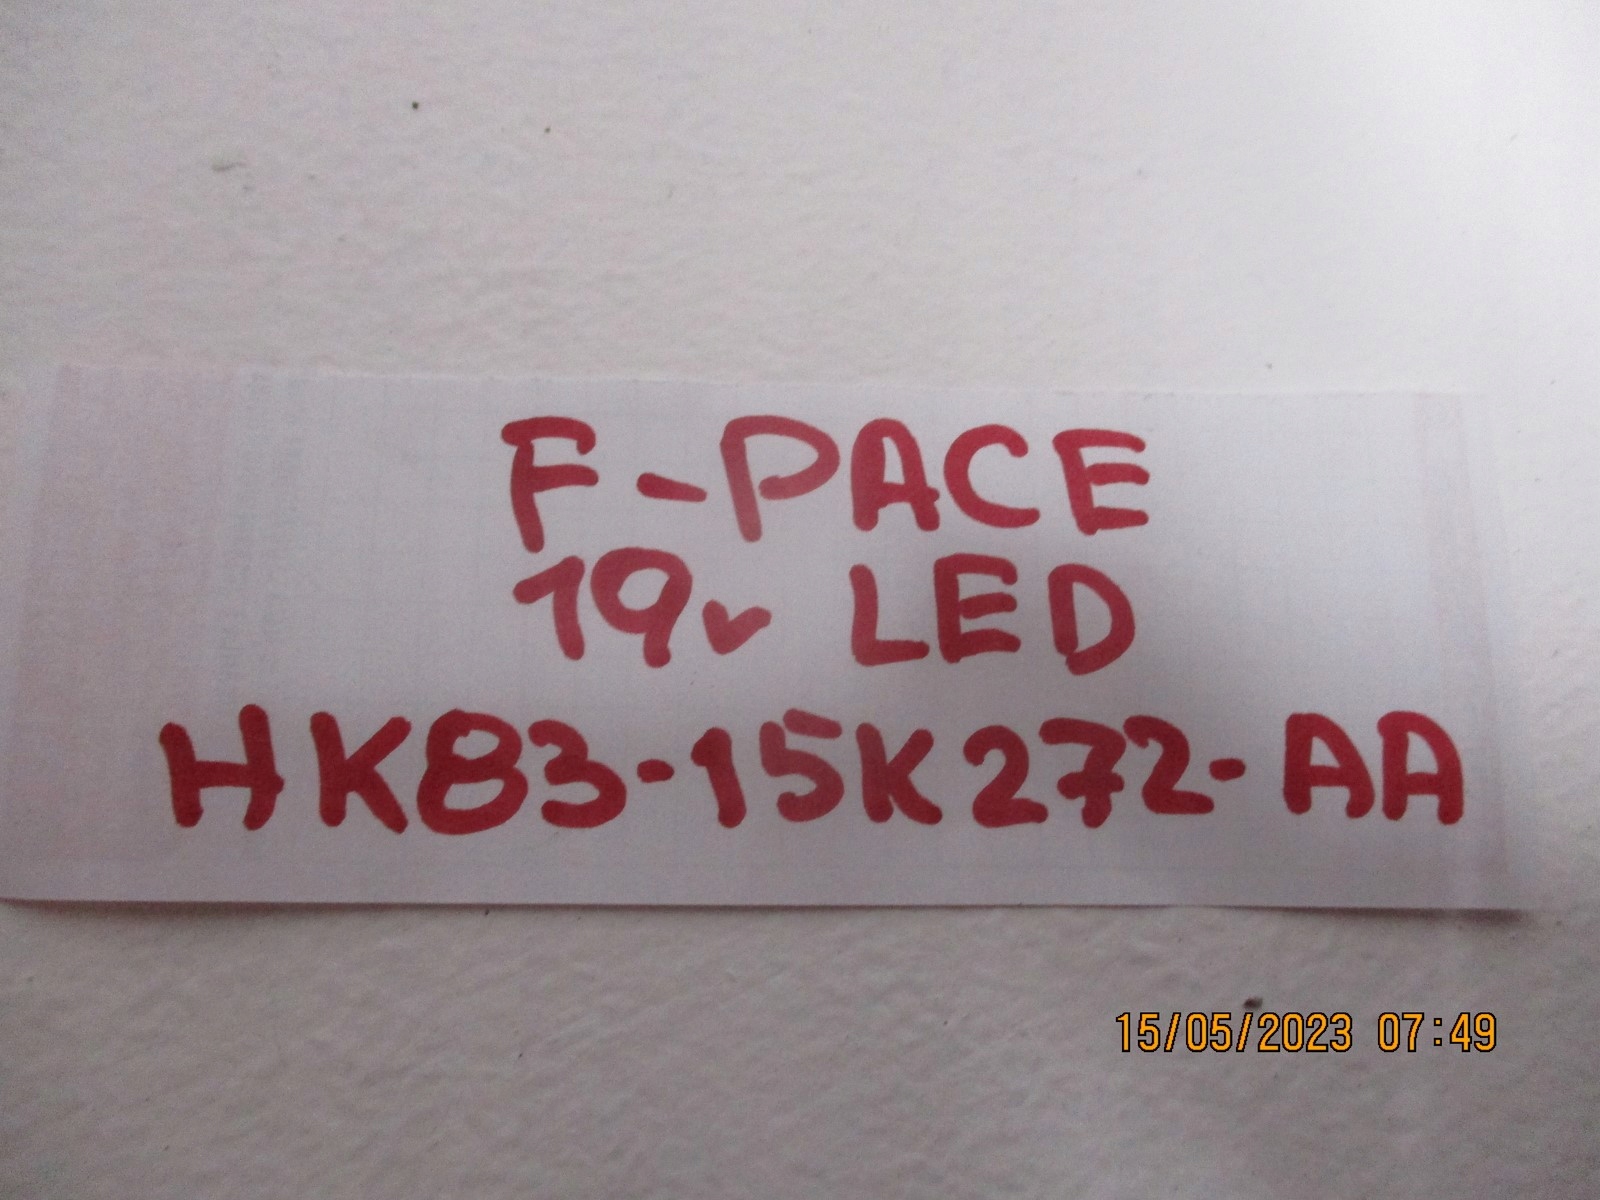 F-PACE
19v LED
HK83-15K272-AA
15/05/2023 07:49